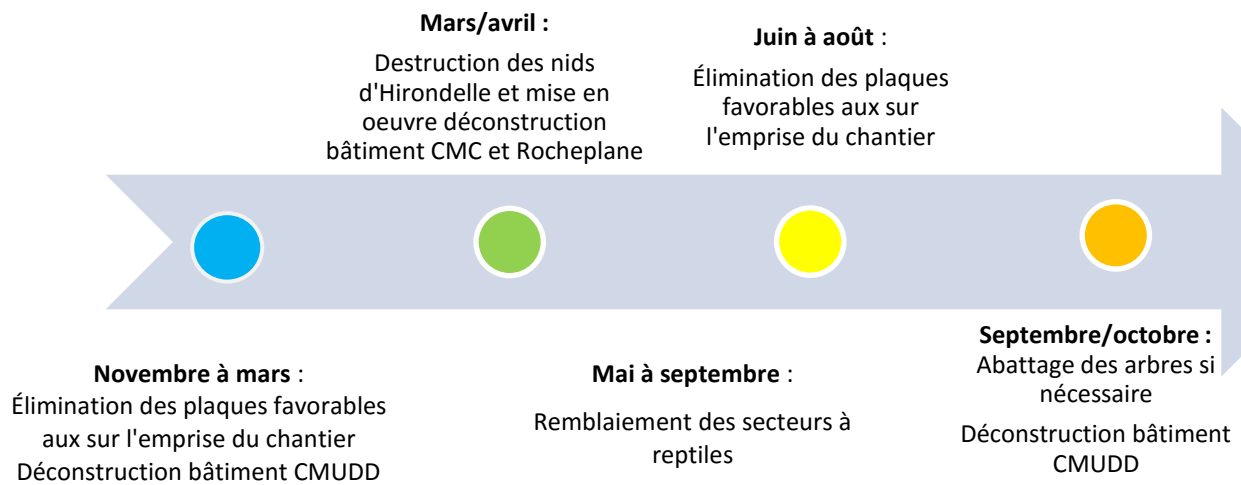 Mars/avril :
Destruction des nids
d'Hirondelle et mise en
oeuvre déconstruction
bâtiment CMC et Rocheplane
Juin à août :
Élimination des plaques
favorables aux sur
l'emprise du chantier
Novembre à mars :
Élimination des plaques favorables
aux sur l'emprise du chantier
Déconstruction bâtiment CMUDD
Mai à septembre :
Remblaiement des secteurs à
reptiles
Septembre/octobre :
Abattage des arbres si
nécessaire
Déconstruction bâtiment
CMUDD